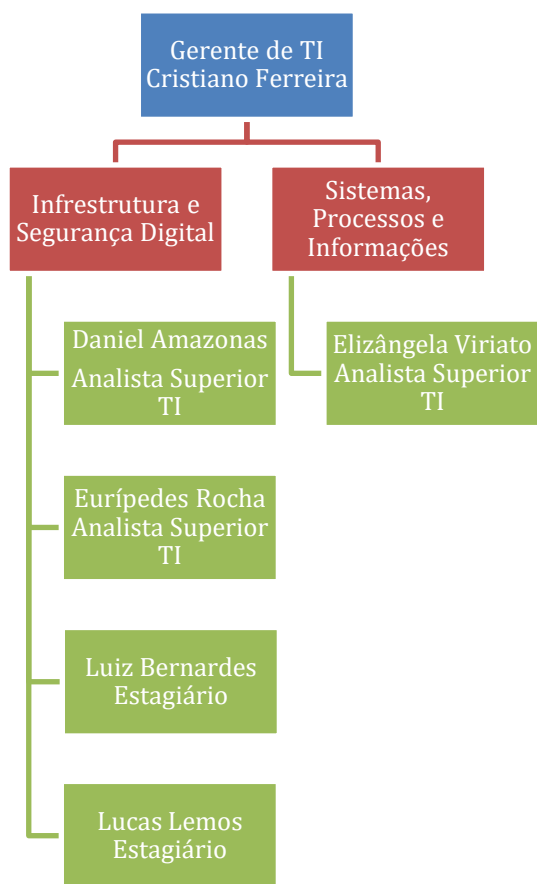 Gerente de TI
Cristiano Ferreira
Infrestrutura e
Segurança Digital
Sistemas,
Processos e
Informações
Daniel Amazonas
Analista Superior
TI
Elizângela Viriato
Analista Superior
TI
Eurípedes Rocha
Analista Superior
TI
Luiz Bernardes
Estagiário
Lucas Lemos
Estagiário